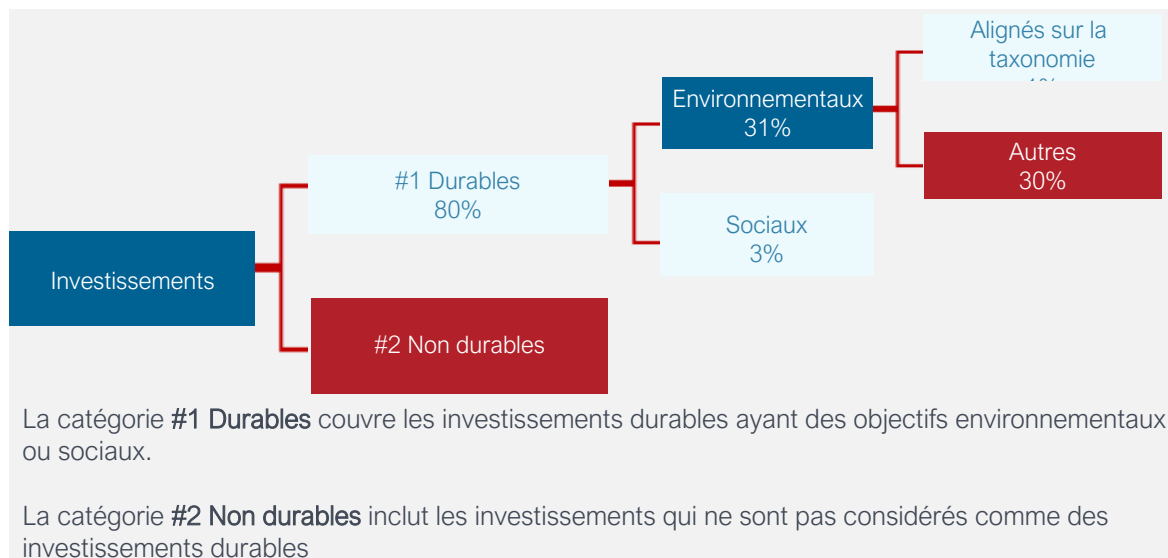 Alignés sur la
taxonomie
Environnementaux
31%
Autres
30%
#1 Durables
80%
Sociaux
3%
Investissements
#2 Non durables
La catégorie #1 Durables couvre les investissements durables ayant des objectifs environnementaux
ou sociaux.
La catégorie #2 Non durables inclut les investissements qui ne sont pas considérés comme des
investissements durables